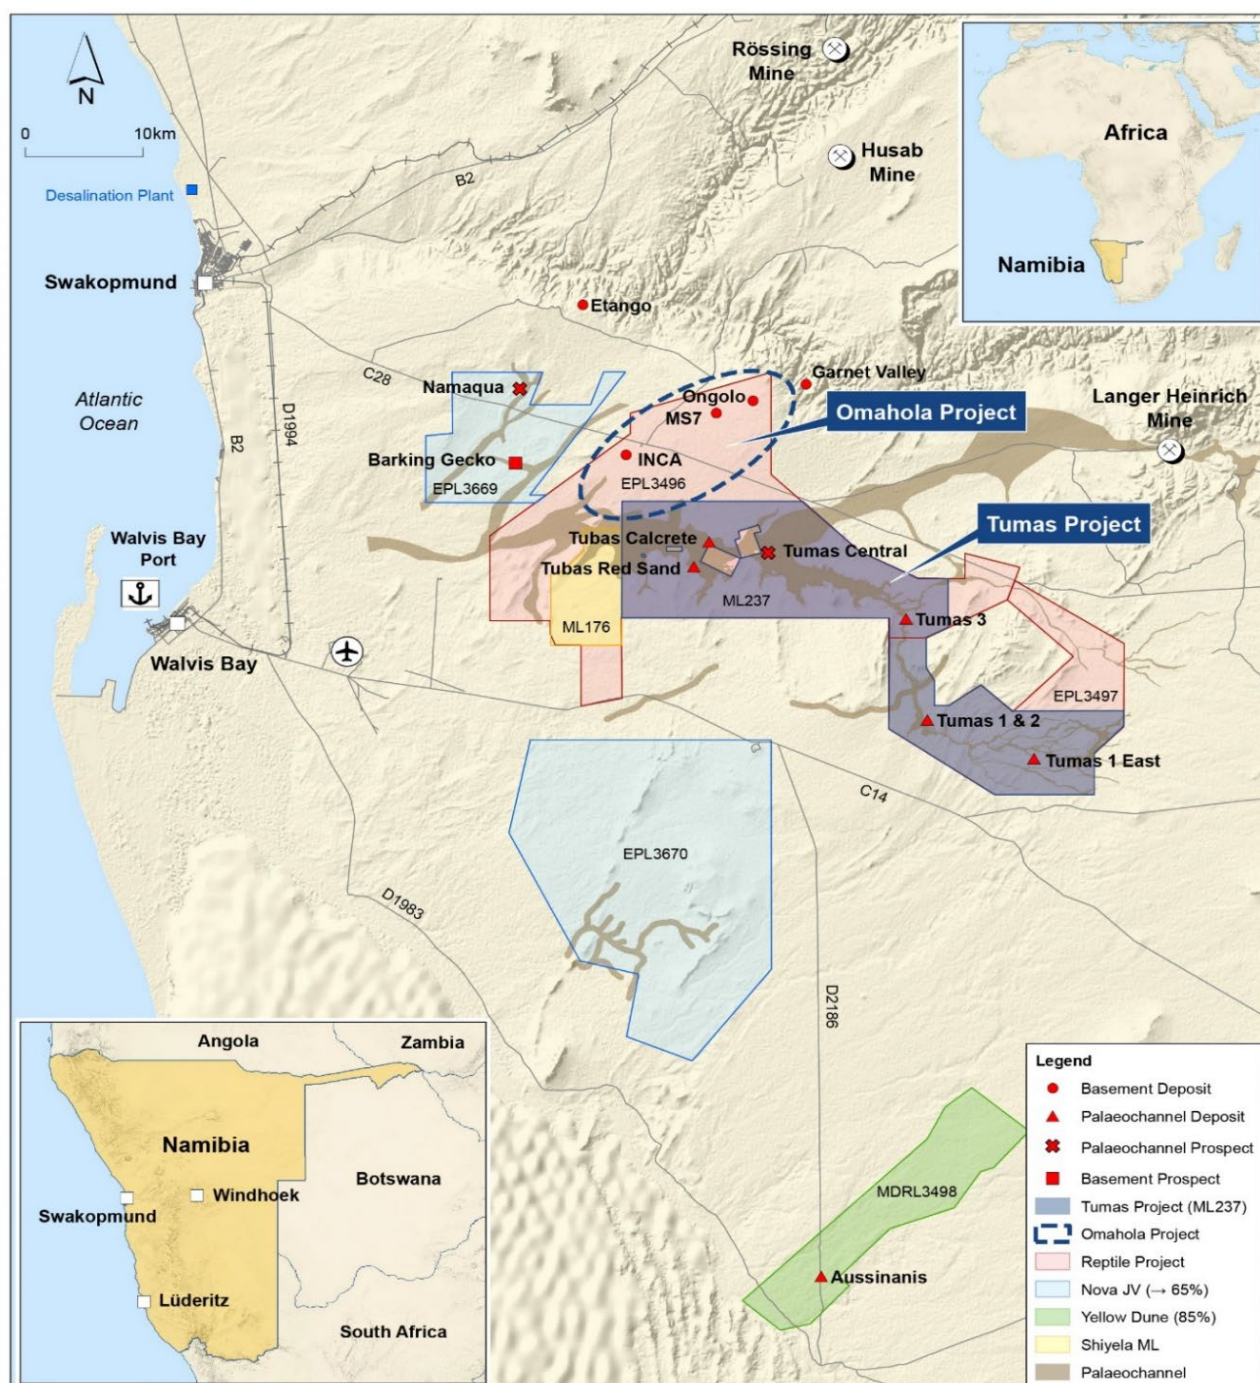 N
0
10km
Rössing
Mine
Husab
Mine
Africa
Namibia
Desalination Plant
B2
Swakopmund
Etango
C28
Namaqua
Garnet Valley
Ongolo
MS7
Omahola Project
Langer Heinrich
Mine
Atlantic
Ocean
D1994
B2
Barking Gecko
INCA
EPL3669
EPL3496
Tumas Project
Walvis Bay
Port
Tubas Calcrete
Tumas Central
Tubas Red Sand
ML237
ML176
Tumas 3
Walvis Bay
EPL3497
Tumas 1 & 2
Tumas 1 East
C14
EPL3670
D1983
D2186
Angola
Zambia
Namibia
Botswana
Windhoek
Swakopmund
Lüderitz
South Africa
MDRL3498
Aussinanis
Legend
Basement Deposit
Palaeochannel Deposit
Palaeochannel Prospect
Basement Prospect
Tumas Project (ML237)
Omahola Project
Reptile Project
Nova JV (→ 65%)
Yellow Dune (85%)
Shiyela ML
Palaeochannel